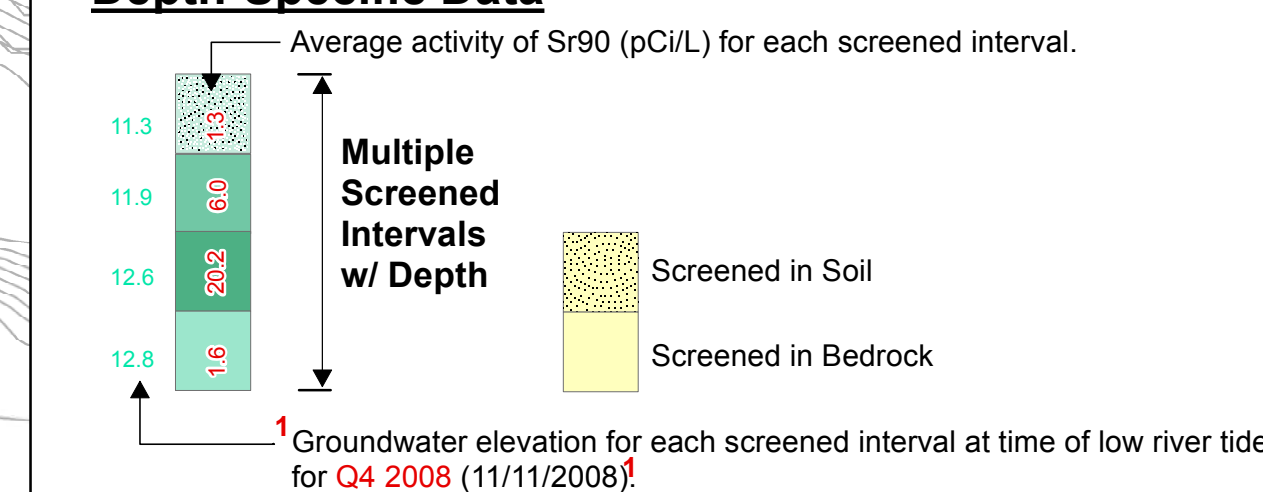 Depth-Specific Data
Average activity of Sr90 (pCi/L) for each screened interval.
11.3
1.3
11.9
6.0
12.6
20.2
12.8
1.6
Multiple
Screened
Intervals
w/ Depth
Screened in Soil
Screened in Bedrock
1 Groundwater elevation for each screened interval at time of low river tide
for Q4 2008 (11/11/2008).1